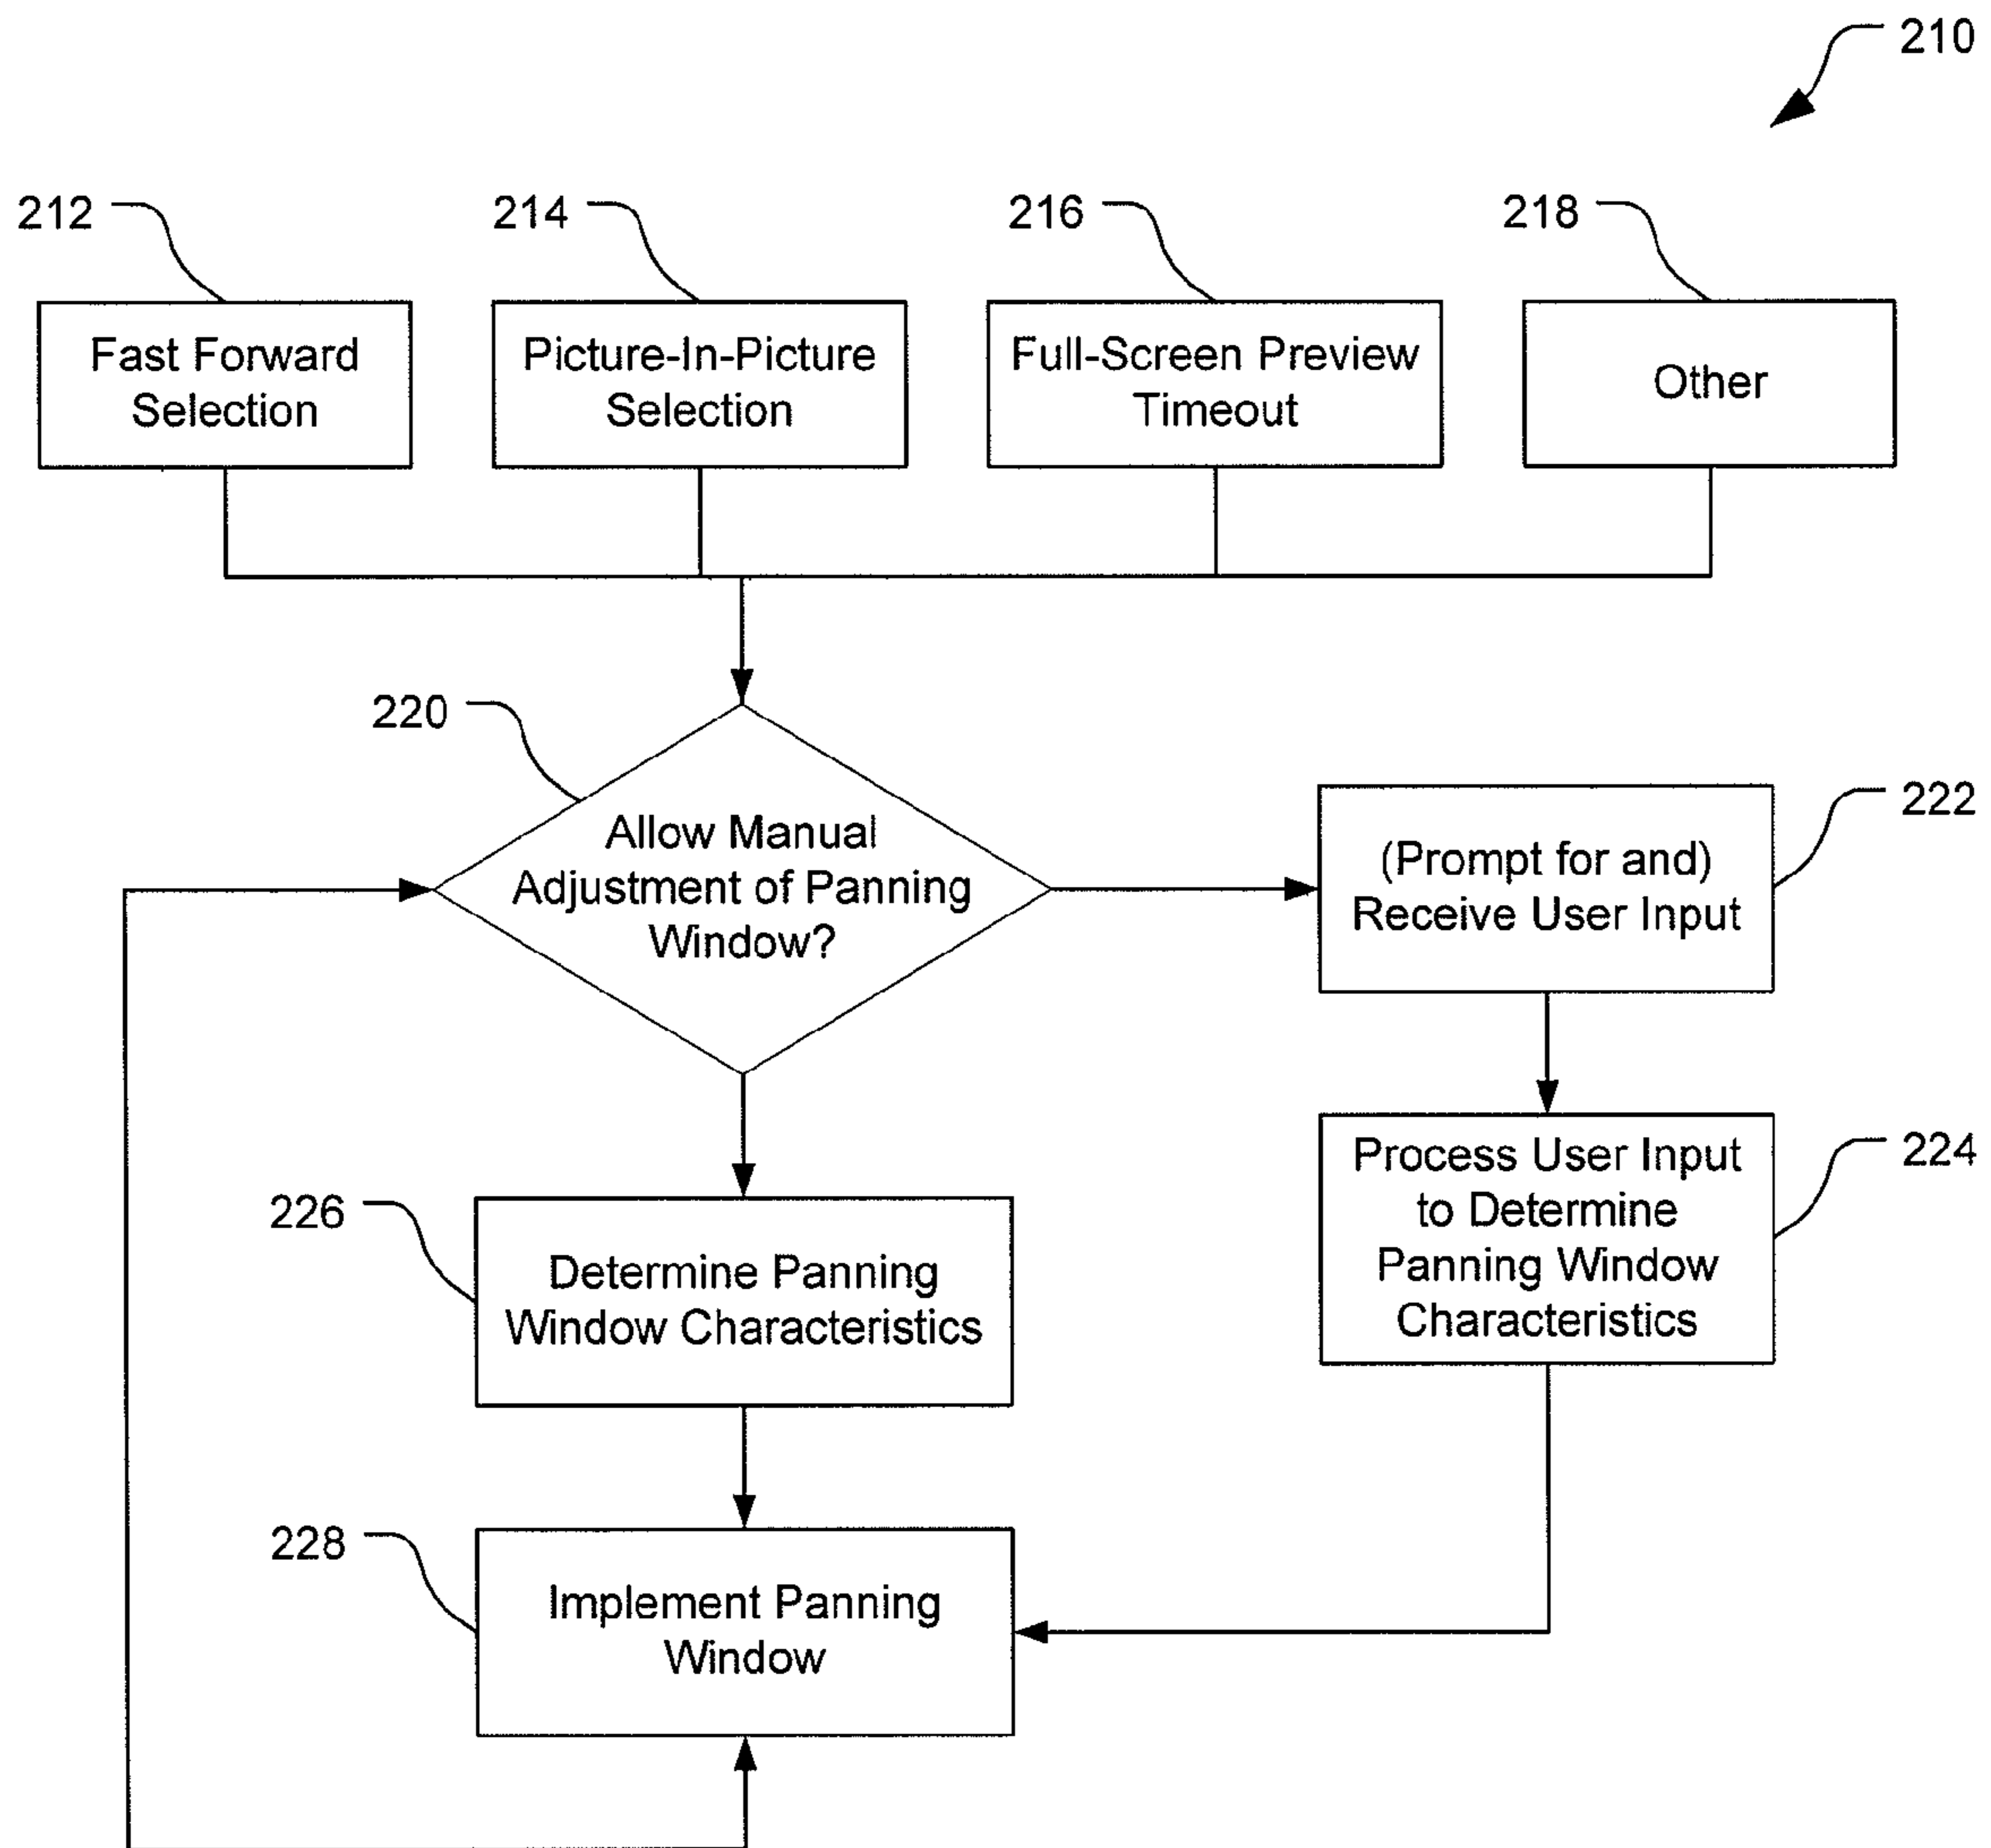 210
212
214
216
218
Fast Forward
Selection
Picture-In-Picture
Selection
Full-Screen Preview
Timeout
Other
220
Allow Manual
Adjustment of Panning
Window?
222
(Prompt for and)
Receive User Input
224
Process User Input
to Determine
Panning Window
Characteristics
226
Determine Panning
Window Characteristics
228
Implement Panning
Window